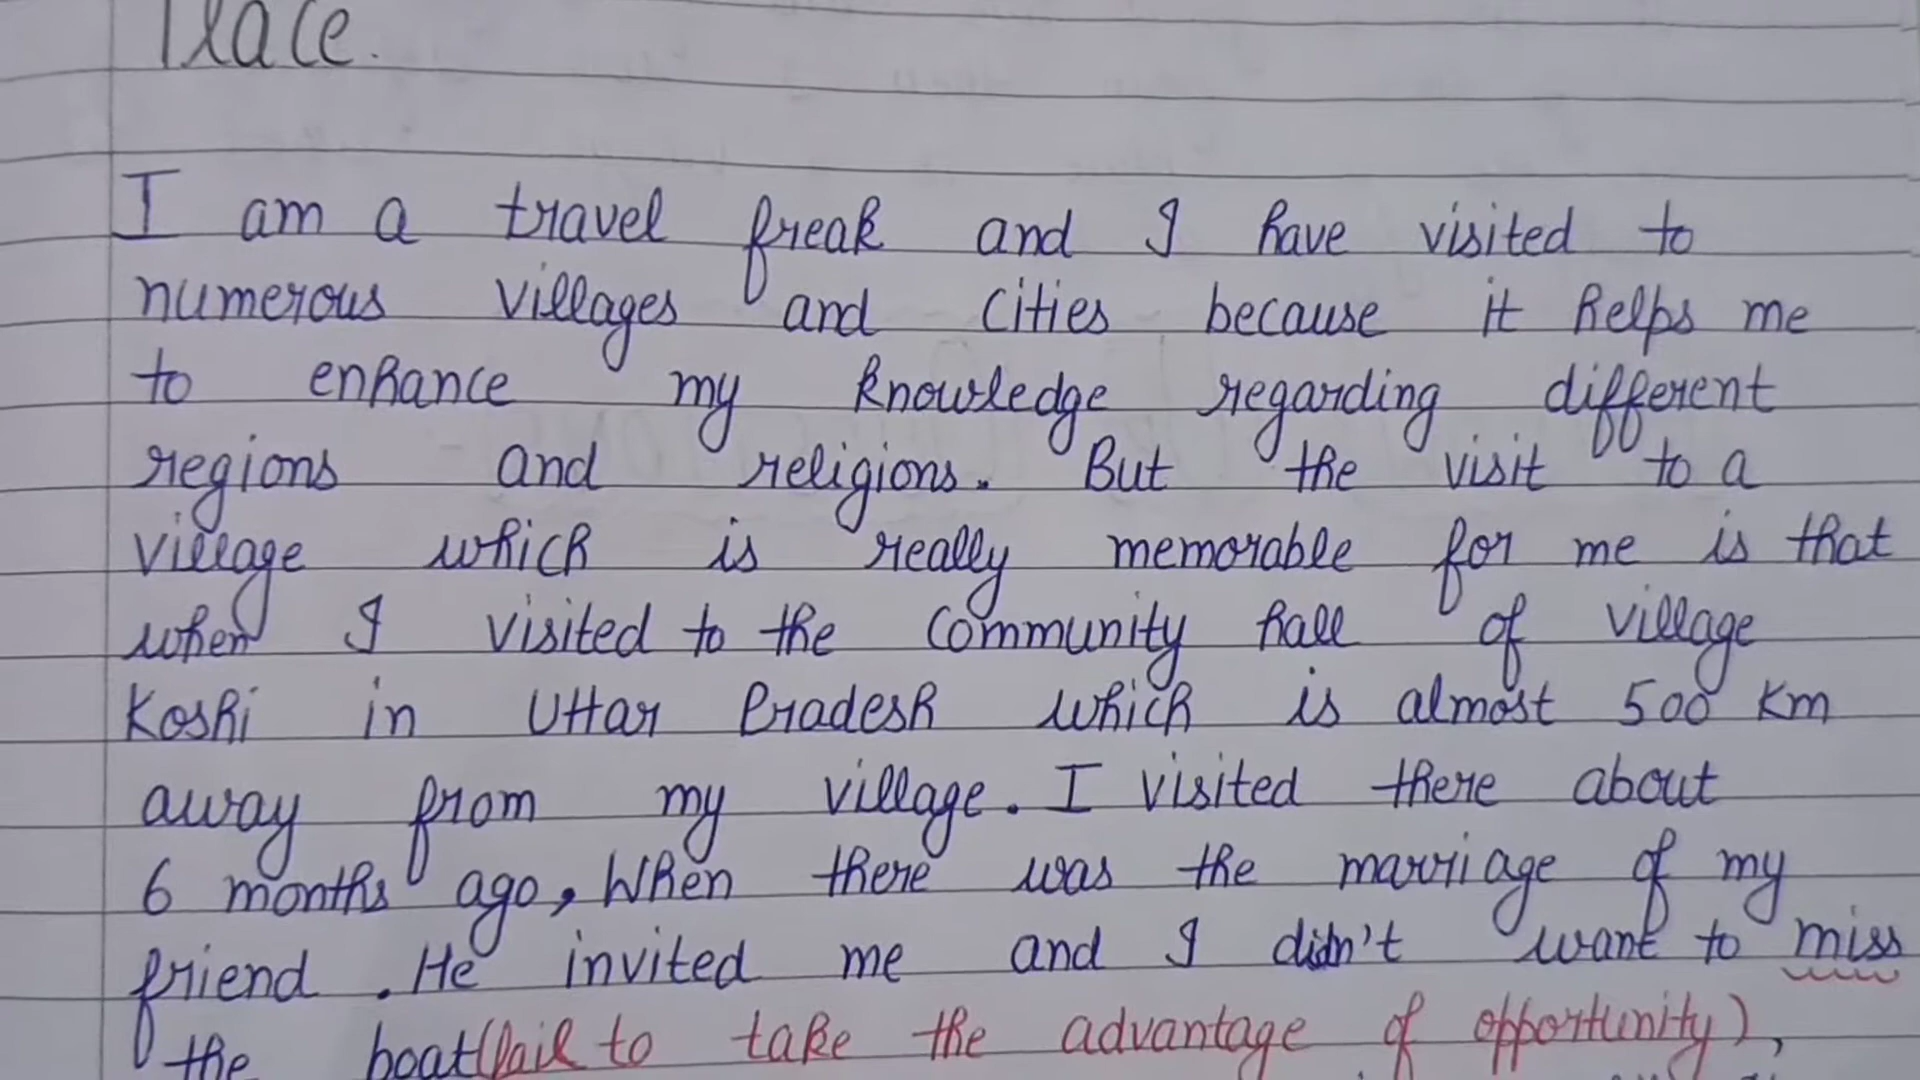 Place.
I am a travel freak and I have visited to
numerous villages and cities because it helps me
to enhance my knowledge regarding different
regions and religions. But the visit to a
village which is really memorable for me is that
when I visited to the community hall of village
Koshi in Uttar Pradesh which is almost 500 Km
away from my village. I visited there about
6 months ago, When there was the marriage of my
friend. He invited me and I didn't want to miss
the boat(fail to take the advantage of opportunity),